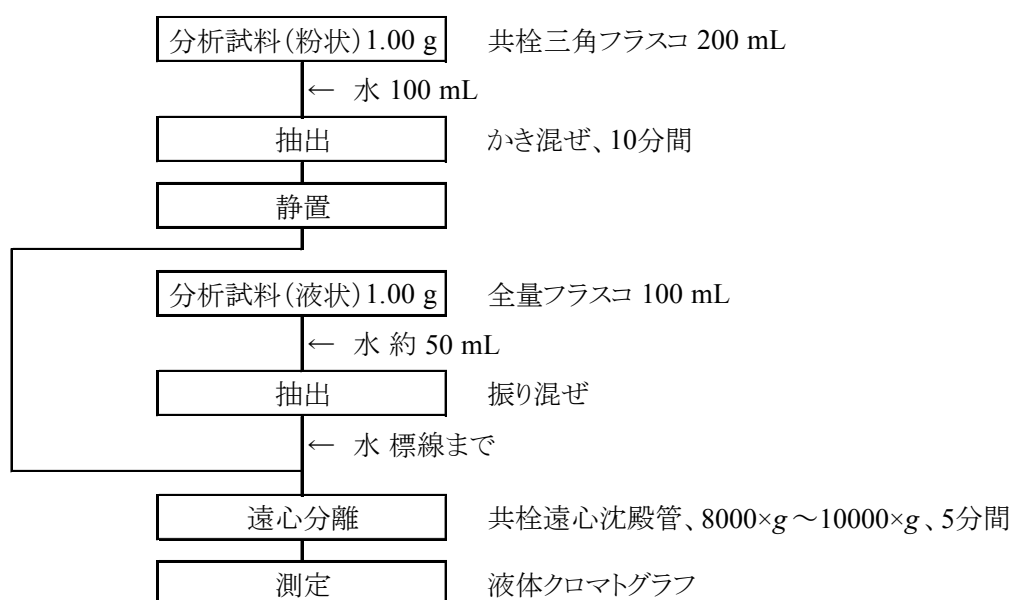 分析試料(粉状)1.00 g 共栓三角フラスコ 200 mL
← 水 100 mL
抽出 かき混ぜ、10分間
静置
分析試料(液状)1.00 g 全量フラスコ 100 mL
← 水 約 50 mL
抽出 振り混ぜ
← 水 標線まで
遠心分離 共栓遠心沈殿管、8000×g～10000×g、5分間
測定 液体クロマトグラフ